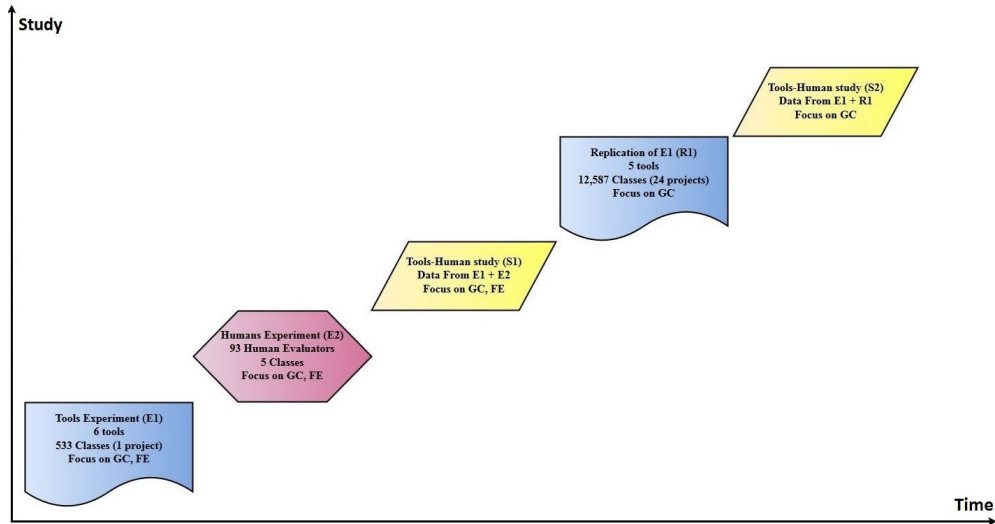 Study
Tools-Human study (S2)
Data From E1 + R1
Focus on GC
Replication of E1 (R1)
5 tools
12,587 Classes (24 projects)
Focus on GC
Tools-Human study (S1)
Data From E1 + E2
Focus on GC, FE
Humans Experiment (E2)
93 Human Evaluators
5 Classes
Focus on GC, FE
Tools Experiment (E1)
6 tools
533 Classes (1 project)
Focus on GC, FE
Time